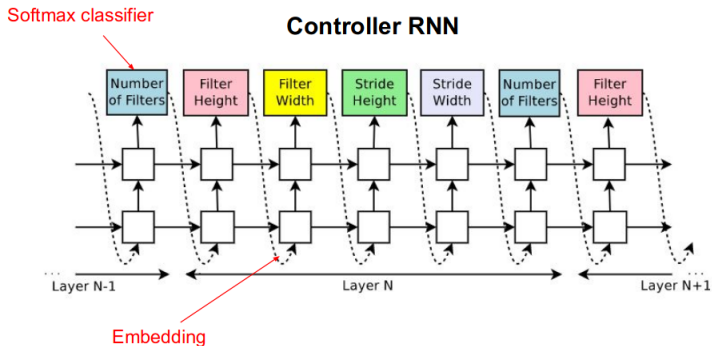 Softmax classifier
Controller RNN
Number
of Filters
Filter
Height
Filter
Width
Stride
Height
Stride
Width
Number
of Filters
Filter
Height
...
Layer N-1
Layer N
...
Layer N+1
Embedding